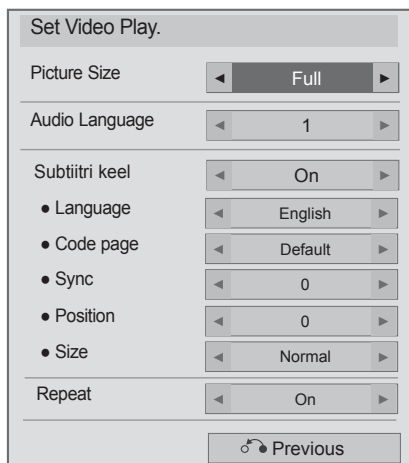 Set Video Play.
Picture Size ◄ Full ►
Audio Language ◄ 1 ►
Subtiitri keel ◄ On ►
● Language ◄ English ►
● Code page ◄ Default ►
● Sync ◄ 0 ►
● Position ◄ 0 ►
● Size ◄ Normal ►
Repeat ◄ On ►
Previous